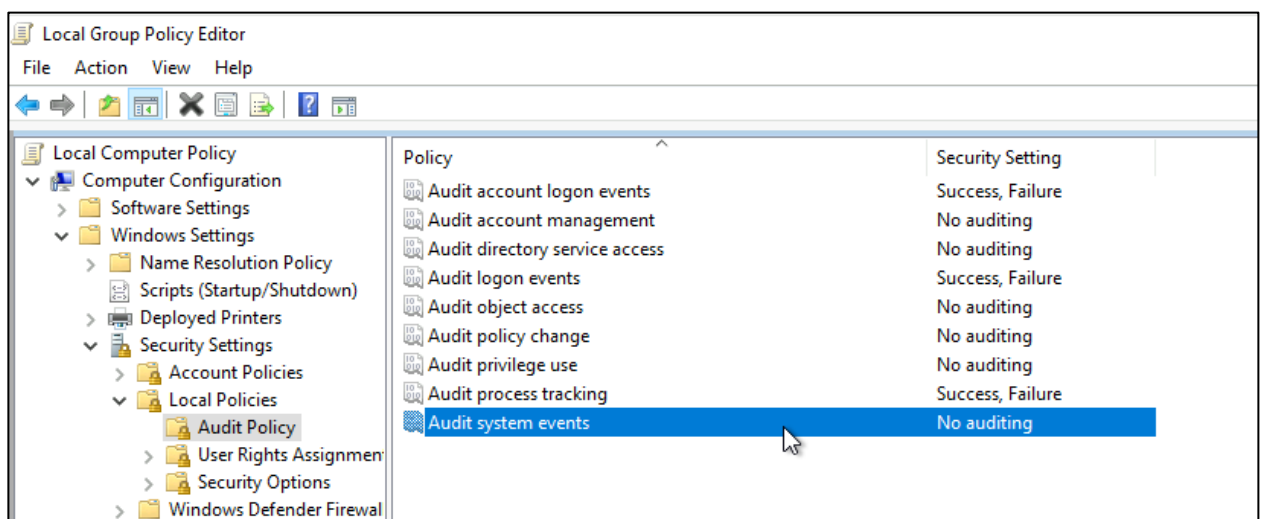 Local Group Policy Editor
File Action View Help
Local Computer Policy
Computer Configuration
Software Settings
Windows Settings
Name Resolution Policy
Scripts (Startup/Shutdown)
Deployed Printers
Security Settings
Account Policies
Local Policies
Audit Policy
User Rights Assignmen
Security Options
Windows Defender Firewal
Policy Security Setting
Audit account logon events Success, Failure
Audit account management No auditing
Audit directory service access No auditing
Audit logon events Success, Failure
Audit object access No auditing
Audit policy change No auditing
Audit privilege use No auditing
Audit process tracking Success, Failure
Audit system events No auditing